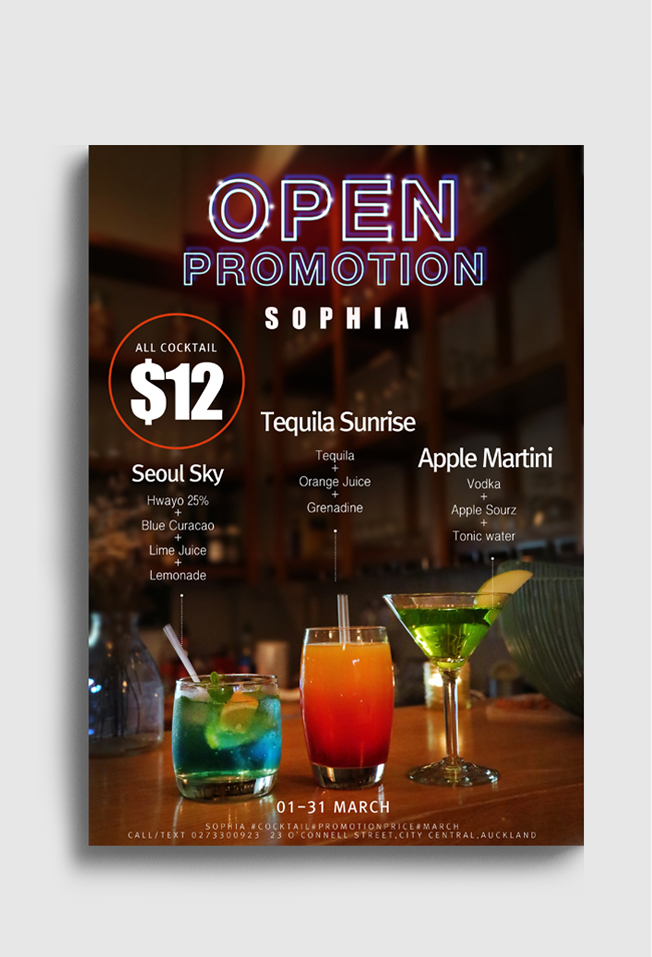 OPEN
PROMOTION
SOPHIA
ALL COCKTAIL
$12
Seoul Sky
Hwayo 25%
+
Blue Curacao
+
Lime Juice
+
Lemonade
Tequila Sunrise
Tequila
+
Orange Juice
+
Grenadine
Apple Martini
Vodka
+
Apple Sourz
+
Tonic water
01-31 MARCH
SOPHIA #COCKTAIL#PROMOTIONPRICE#MARCH
CALL/TEXT 0273300923 23 O'CONNELL STREET,CITY CENTRAL,AUCKLAND